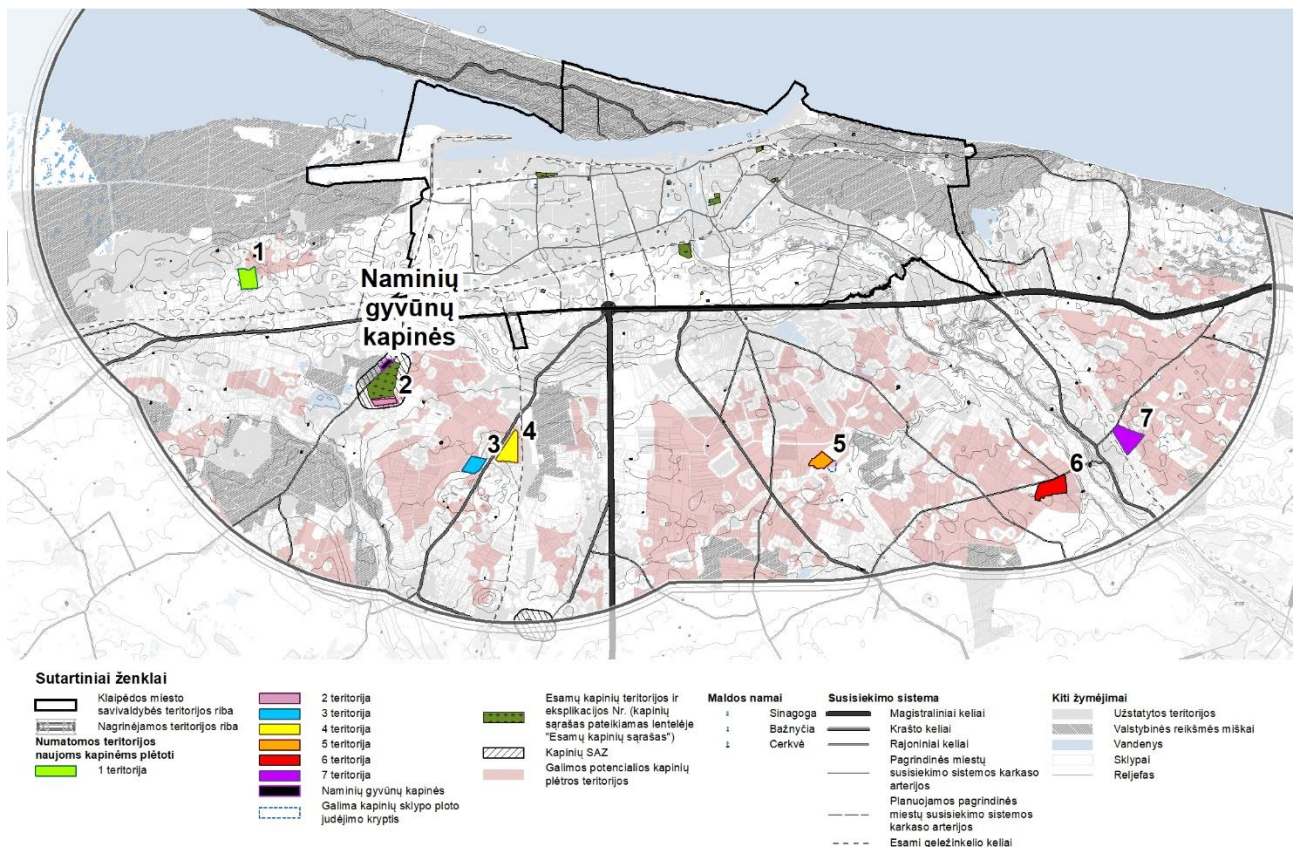 1
Naminių
gyvūnų
kapinės
2
3
4
5
6
7
Sutartiniai ženklai
Klaipėdos miesto
savivaldybės teritorijos riba
Nagrinėjamos teritorijos riba
Numatomos teritorijos
naujoms kapinėms plėtoti
1 teritorija
2 teritorija
3 teritorija
4 teritorija
5 teritorija
6 teritorija
7 teritorija
Naminių gyvūnų kapinės
Galima kapinių sklypo ploto
judėjimo kryptis
Esamų kapinių teritorijos ir
eksplikacijos Nr. (kapinių
sąrašas pateikiamas lentelėje
"Esamų kapinių sąrašas")
Kapinių SAZ
Galimos potencialios kapinių
plėtros teritorijos
Maldos namai
Sinagoga
Bažnyčia
Cerkvė
Susisiekimo sistema
Magistraliniai keliai
Krašto keliai
Rajoniniai keliai
Pagrindinės miestų
susisiekimo sistemos karkaso
arterijos
Planuojamos pagrindinės
miestų susisiekimo sistemos
karkaso arterijos
Esami geležinkelio keliai
Kiti žymėjimai
Užstatytos teritorijos
Valstybinės reikšmės miškai
Vandenys
Sklypai
Reljefas